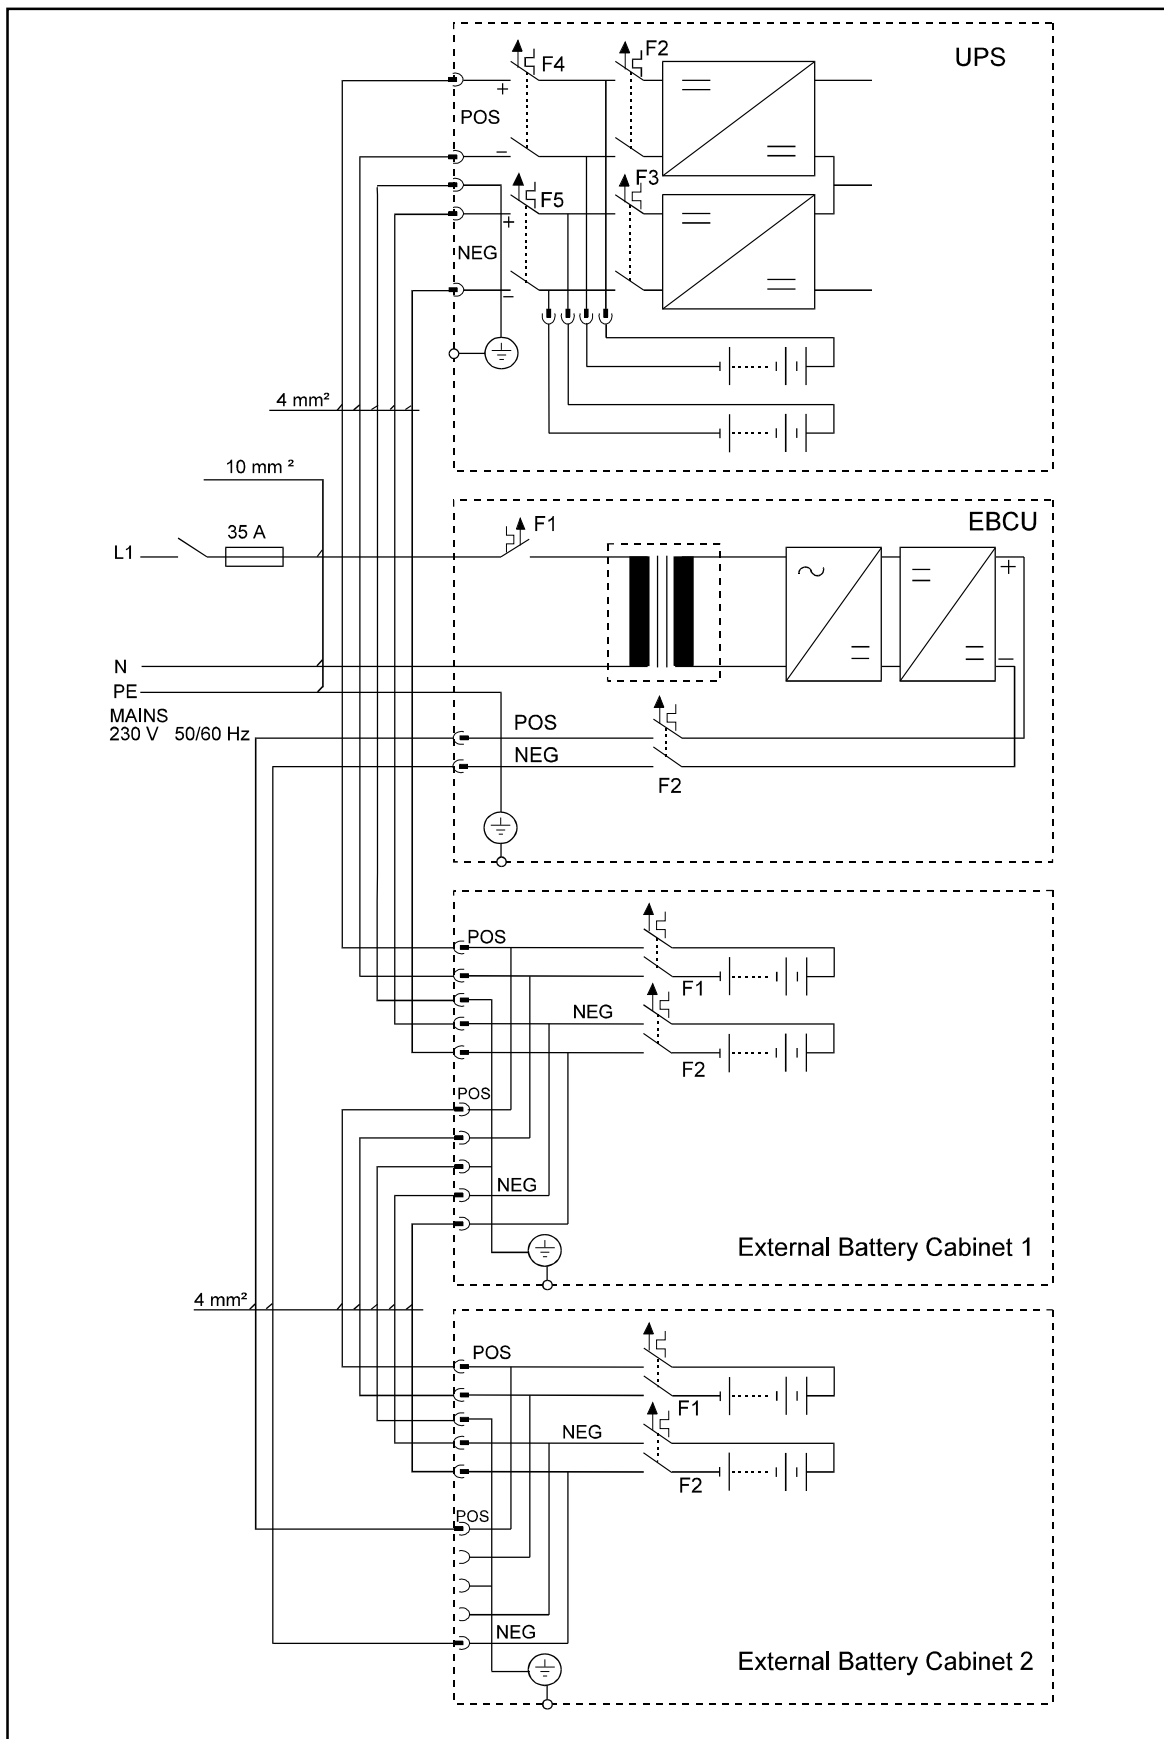 UPS
F4
F2
+
POS
−
F3
F5
+
NEG
−
4 mm²
10 mm ²
EBCU
35 A
F1
L1
+
N
−
PE
MAINS
230 V 50/60 Hz
POS
NEG
F2
POS
F1
NEG
F2
POS
NEG
External Battery Cabinet 1
4 mm²
POS
F1
NEG
F2
POS
NEG
External Battery Cabinet 2